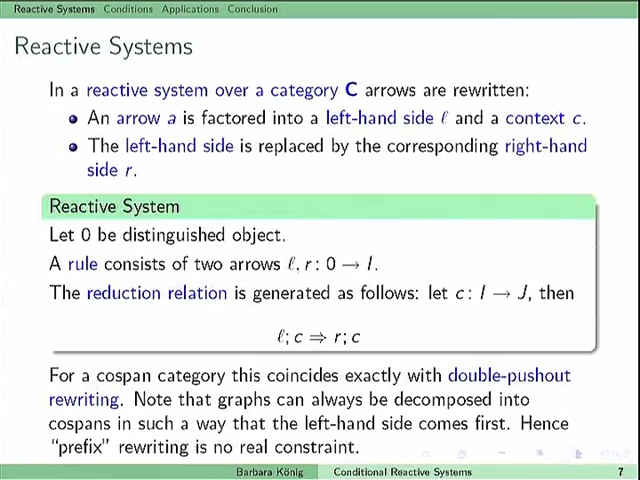 Reactive Systems Conditions Applications Conclusion
Reactive Systems
In a reactive system over a category C arrows are rewritten:
An arrow a is factored into a left-hand side ℓ and a context c.
The left-hand side is replaced by the corresponding right-hand
side r.
Reactive System
Let 0 be distinguished object.
A rule consists of two arrows ℓ, r: 0 → I.
The reduction relation is generated as follows: let c: I → J, then
ℓ; c ⇒ r; c
For a cospan category this coincides exactly with double-pushout
rewriting. Note that graphs can always be decomposed into
cospans in such a way that the left-hand side comes first. Hence
“prefix” rewriting is no real constraint.
Barbara König Conditional Reactive Systems 7